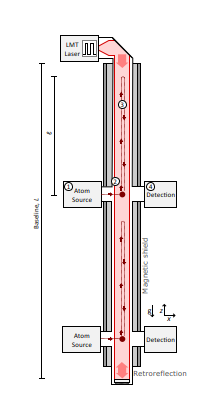 LMT
Laser
3
2
1
Atom
Source
4
Detection
Baseline, L
Magnetic shield
g
z
x
Atom
Source
Detection
Retroreflection